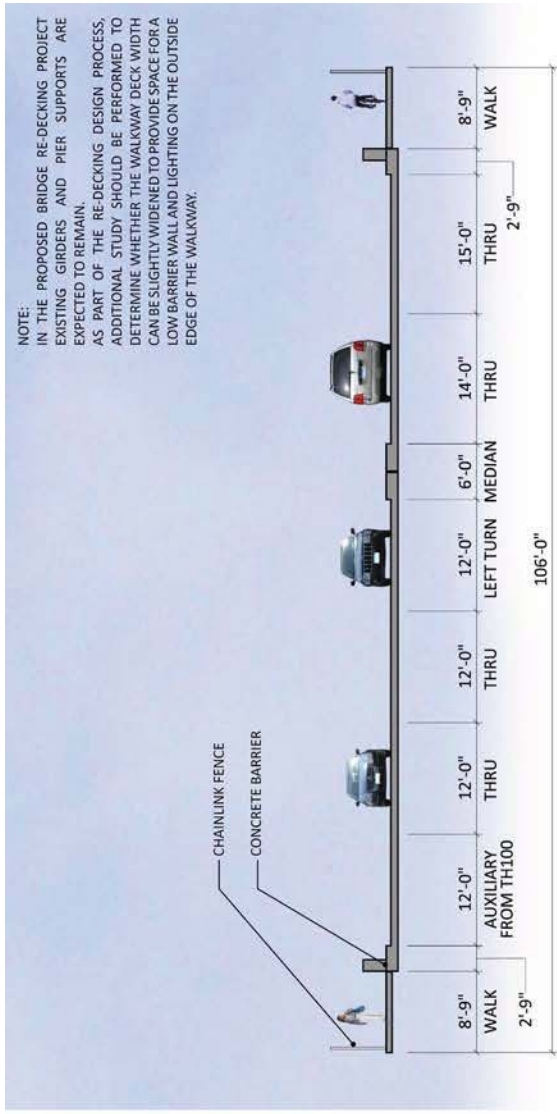 NOTE:
IN THE PROPOSED BRIDGE RE-DECKING PROJECT
EXISTING GIRDERS AND PIER SUPPORTS ARE
EXPECTED TO REMAIN.
AS PART OF THE RE-DECKING DESIGN PROCESS,
ADDITIONAL STUDY SHOULD BE PERFORMED TO
DETERMINE WHETHER THE WALKWAY DECK WIDTH
CAN BE SLIGHTLY WIDENED TO PROVIDE SPACE FOR A
LOW BARRIER WALL AND LIGHTING ON THE OUTSIDE
EDGE OF THE WALKWAY.
CHAINLINK FENCE
CONCRETE BARRIER
8'-9"
12'-0"
12'-0"
12'-0"
12'-0"
6'-0"
14'-0"
15'-0"
8'-9"
WALK
AUXILIARY
FROM TH100
THRU
THRU
LEFT TURN
MEDIAN
THRU
THRU
WALK
2'-9"
2'-9"
106'-0"